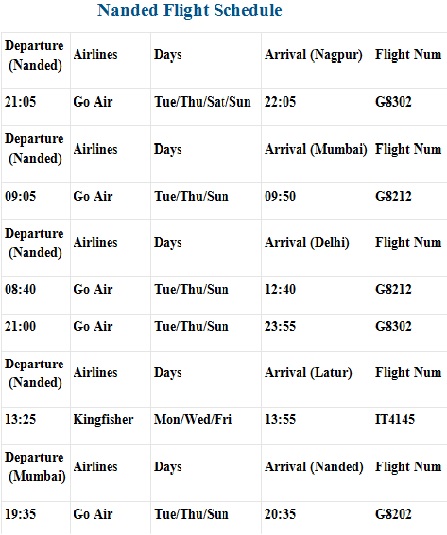 Nanded Flight Schedule
Departure (Nanded) Airlines Days Arrival (Nagpur) Flight Num
21:05 Go Air Tue/Thu/Sat/Sun 22:05 G8302
Departure (Nanded) Airlines Days Arrival (Mumbai) Flight Num
09:05 Go Air Tue/Thu/Sun 09:50 G8212
Departure (Nanded) Airlines Days Arrival (Delhi) Flight Num
08:40 Go Air Tue/Thu/Sun 12:40 G8212
21:00 Go Air Tue/Thu/Sun 23:55 G8302
Departure (Nanded) Airlines Days Arrival (Latur) Flight Num
13:25 Kingfisher Mon/Wed/Fri 13:55 IT4145
Departure (Mumbai) Airlines Days Arrival (Nanded) Flight Num
19:35 Go Air Tue/Thu/Sun 20:35 G8202